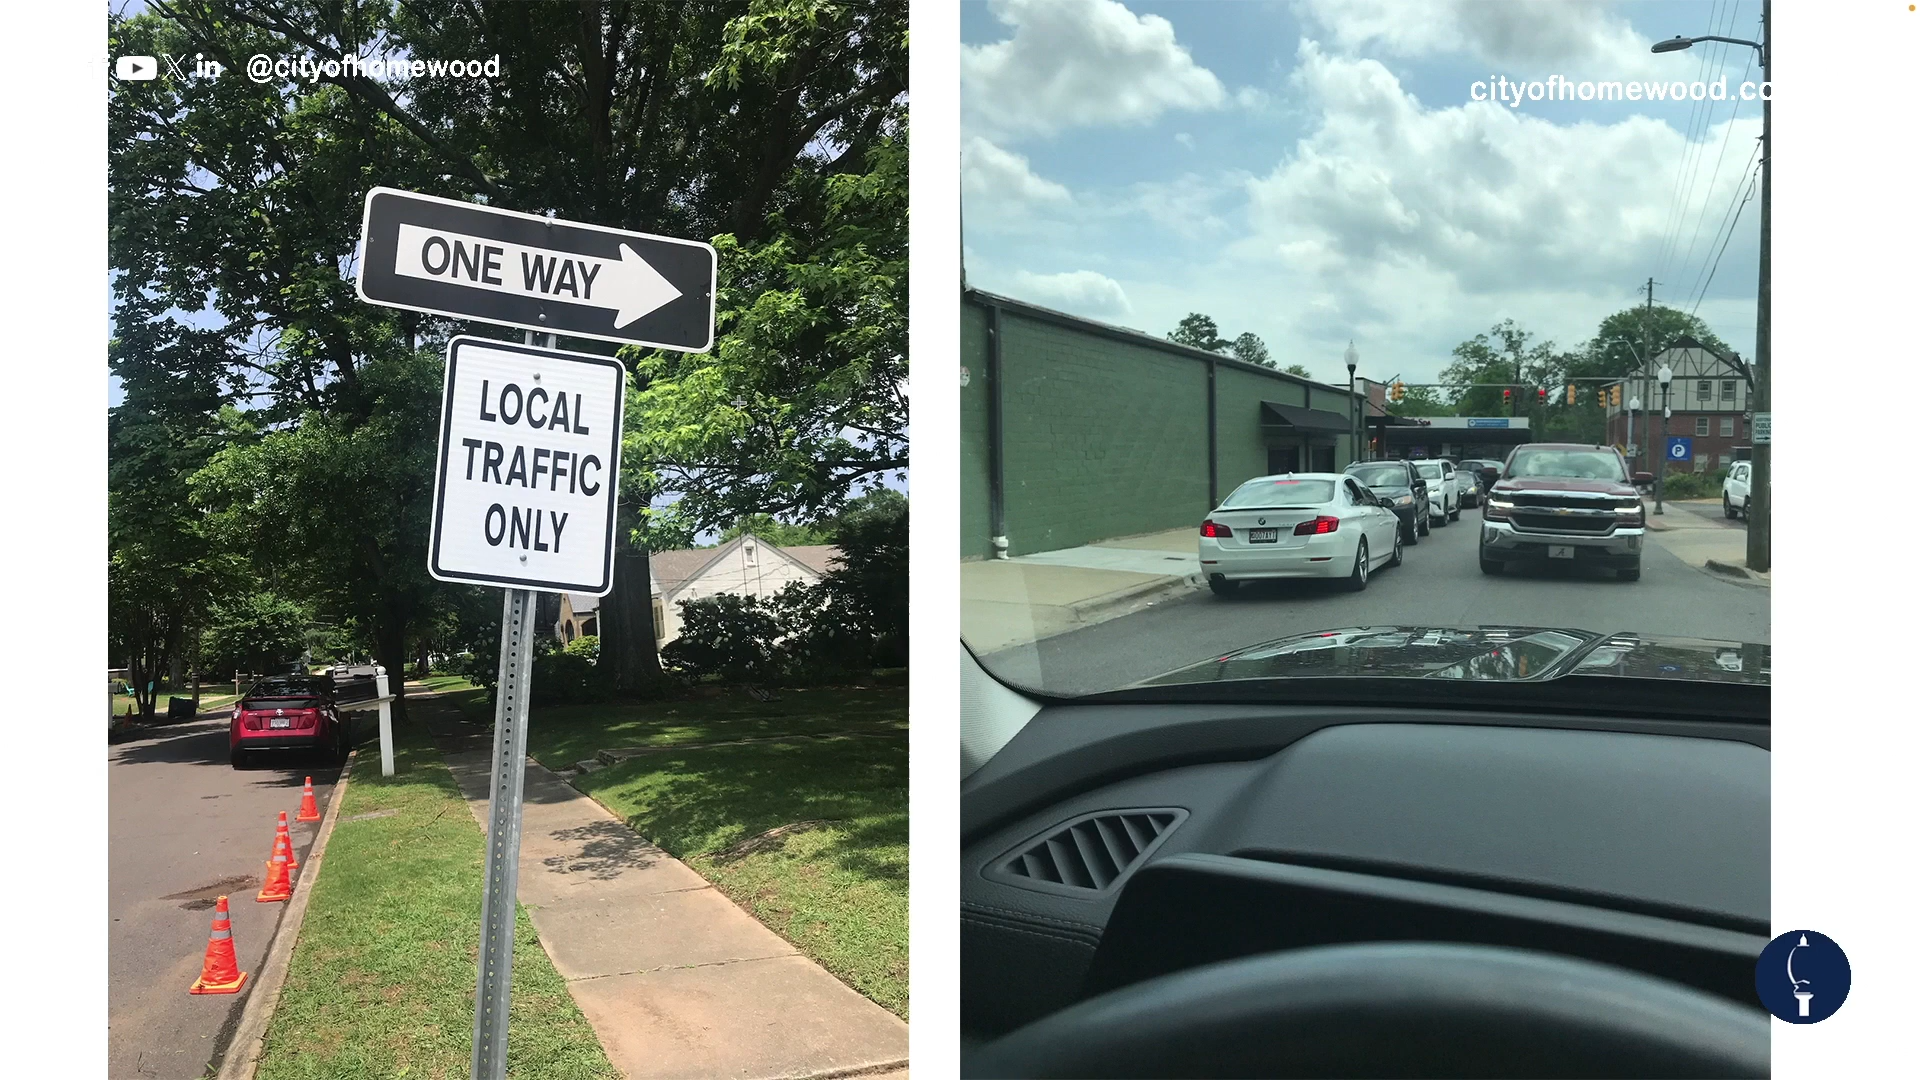 @cityofhomewood
cityofhomewood.co
ONE WAY
LOCAL
TRAFFIC
ONLY
P